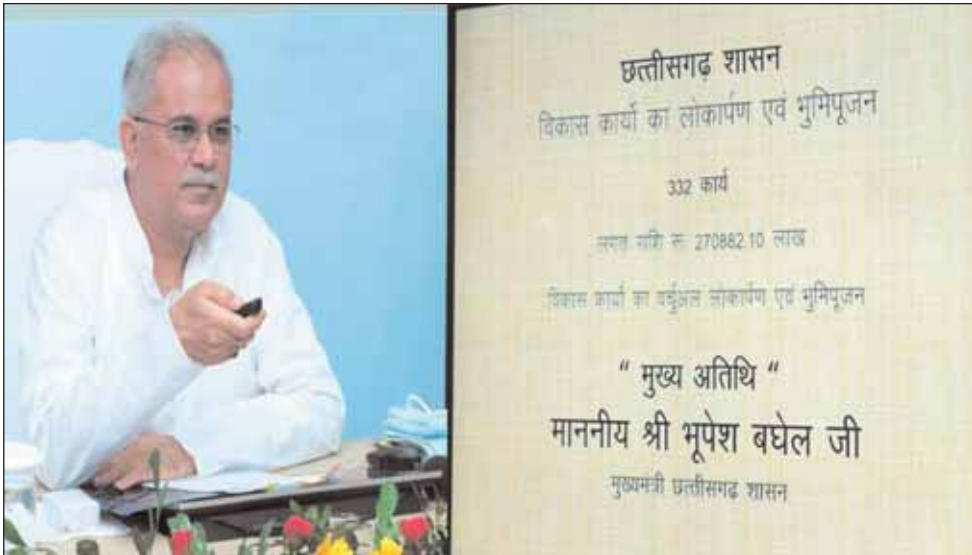 छत्तीसगढ़ शासन
विकास कार्यो का लोकार्पण एवं भुमिपूजन
332 कार्य
लागत राशि रू 270882.10 लाख
विकास कार्यो का वर्चुअल लोकार्पण एवं भुमिपूजन
“ मुख्य अतिथि “
माननीय श्री भूपेश बघेल जी
मुख्यमंत्री छत्तीसगढ शासन